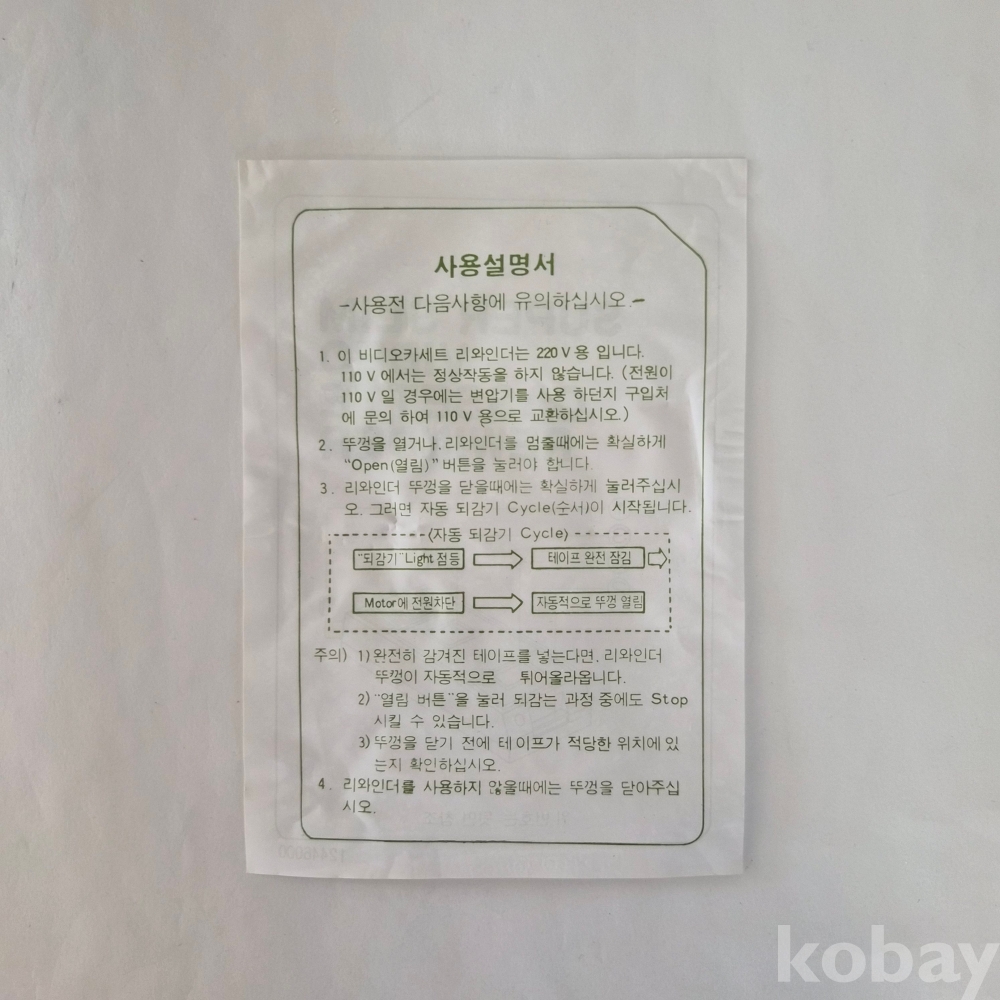 사용설명서
-사용전 다음사항에 유의하십시오.-
1. 이 비디오카세트 리와인더는 220V용 입니다.
110 V 에서는 정상작동을 하지 않습니다. (전원이
110 V 일 경우에는 변압기를 사용 하던지 구입처
에 문의 하여 110 V 용으로 교환하십시오.)
2. 뚜껑을 열거나, 리와인더를 멈출때에는 확실하게
"Open(열림)" 버튼을 눌러야 합니다.
3. 리와인더 뚜껑을 닫을때에는 확실하게 눌러주십시
오. 그러면 자동 되감기 Cycle(순서)이 시작됩니다.
〈자동 되감기 Cycle〉
"되감기" Light 점등 테이프 완전 잠김
Motor에 전원차단 자동적으로 뚜껑 열림
주의) 1) 완전히 감겨진 테이프를 넣는다면, 리와인더
뚜껑이 자동적으로 튀어올라옵니다.
2) "열림 버튼"을 눌러 되감는 과정 중에도 Stop
시킬 수 있습니다.
3) 뚜껑을 닫기 전에 테이프가 적당한 위치에 있
는지 확인하십시오.
4. 리와인더를 사용하지 않을때에는 뚜껑을 닫아주십
시오.
kobay